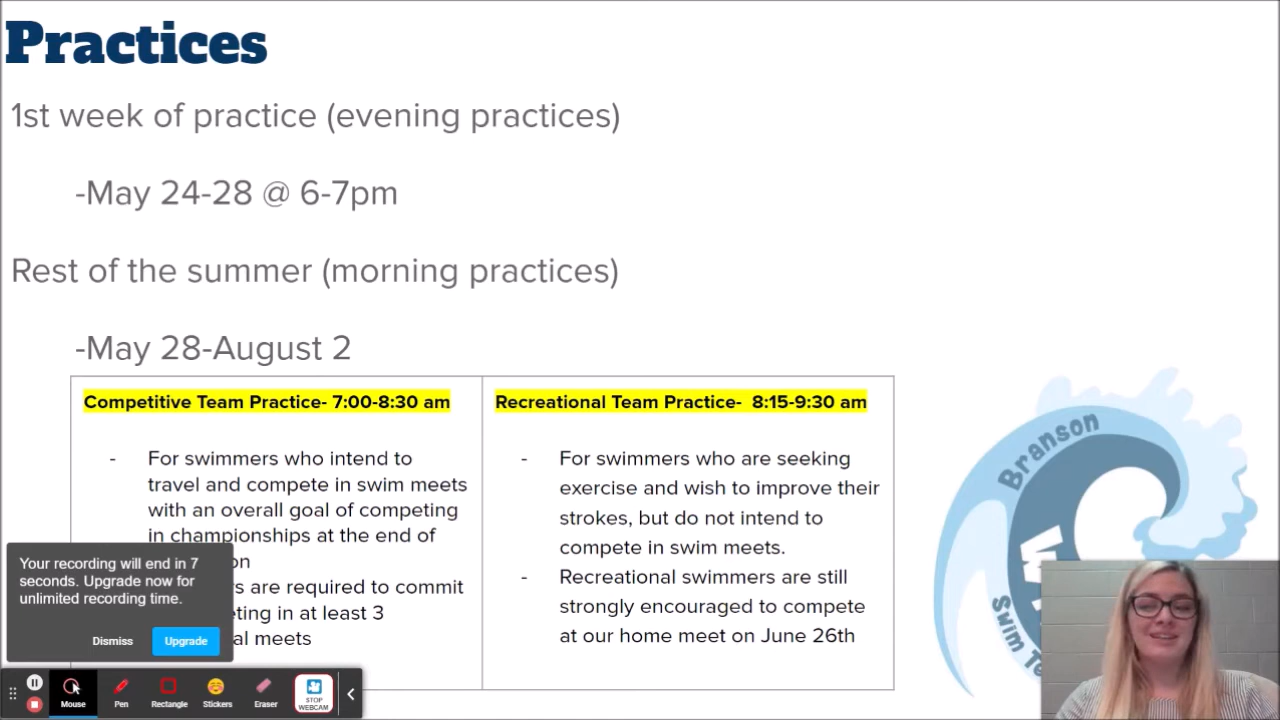 Practices
1st week of practice (evening practices)
-May 24-28 @ 6-7pm
Rest of the summer (morning practices)
-May 28-August 2
Competitive Team Practice- 7:00-8:30 am
- For swimmers who intend to
travel and compete in swim meets
with an overall goal of competing
in championships at the end of
on
rs are required to commit
eting in at least 3
al meets
Recreational Team Practice-  8:15-9:30 am
- For swimmers who are seeking
exercise and wish to improve their
strokes, but do not intend to
compete in swim meets.
- Recreational swimmers are still
strongly encouraged to compete
at our home meet on June 26th
Branson
Swim Te
Your recording will end in 7
seconds. Upgrade now for
unlimited recording time.
Dismiss Upgrade
Mouse Pen Rectangle Stickers Eraser STOP
WEBCAM